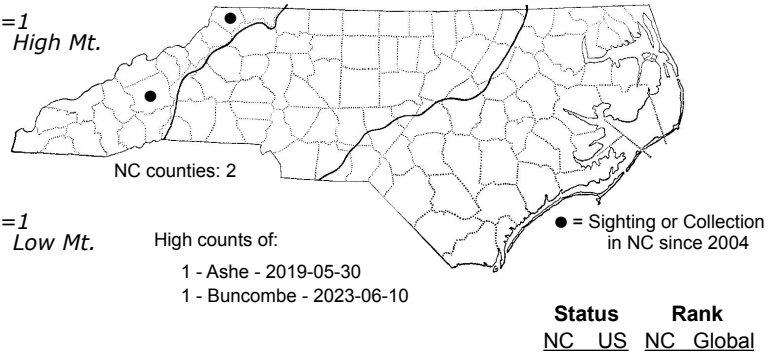 =1
High Mt.
NC counties: 2
=1
Low Mt.
High counts of:
1 - Ashe - 2019-05-30
1 - Buncombe - 2023-06-10
● = Sighting or Collection
in NC since 2004
Status Rank
NC US NC Global